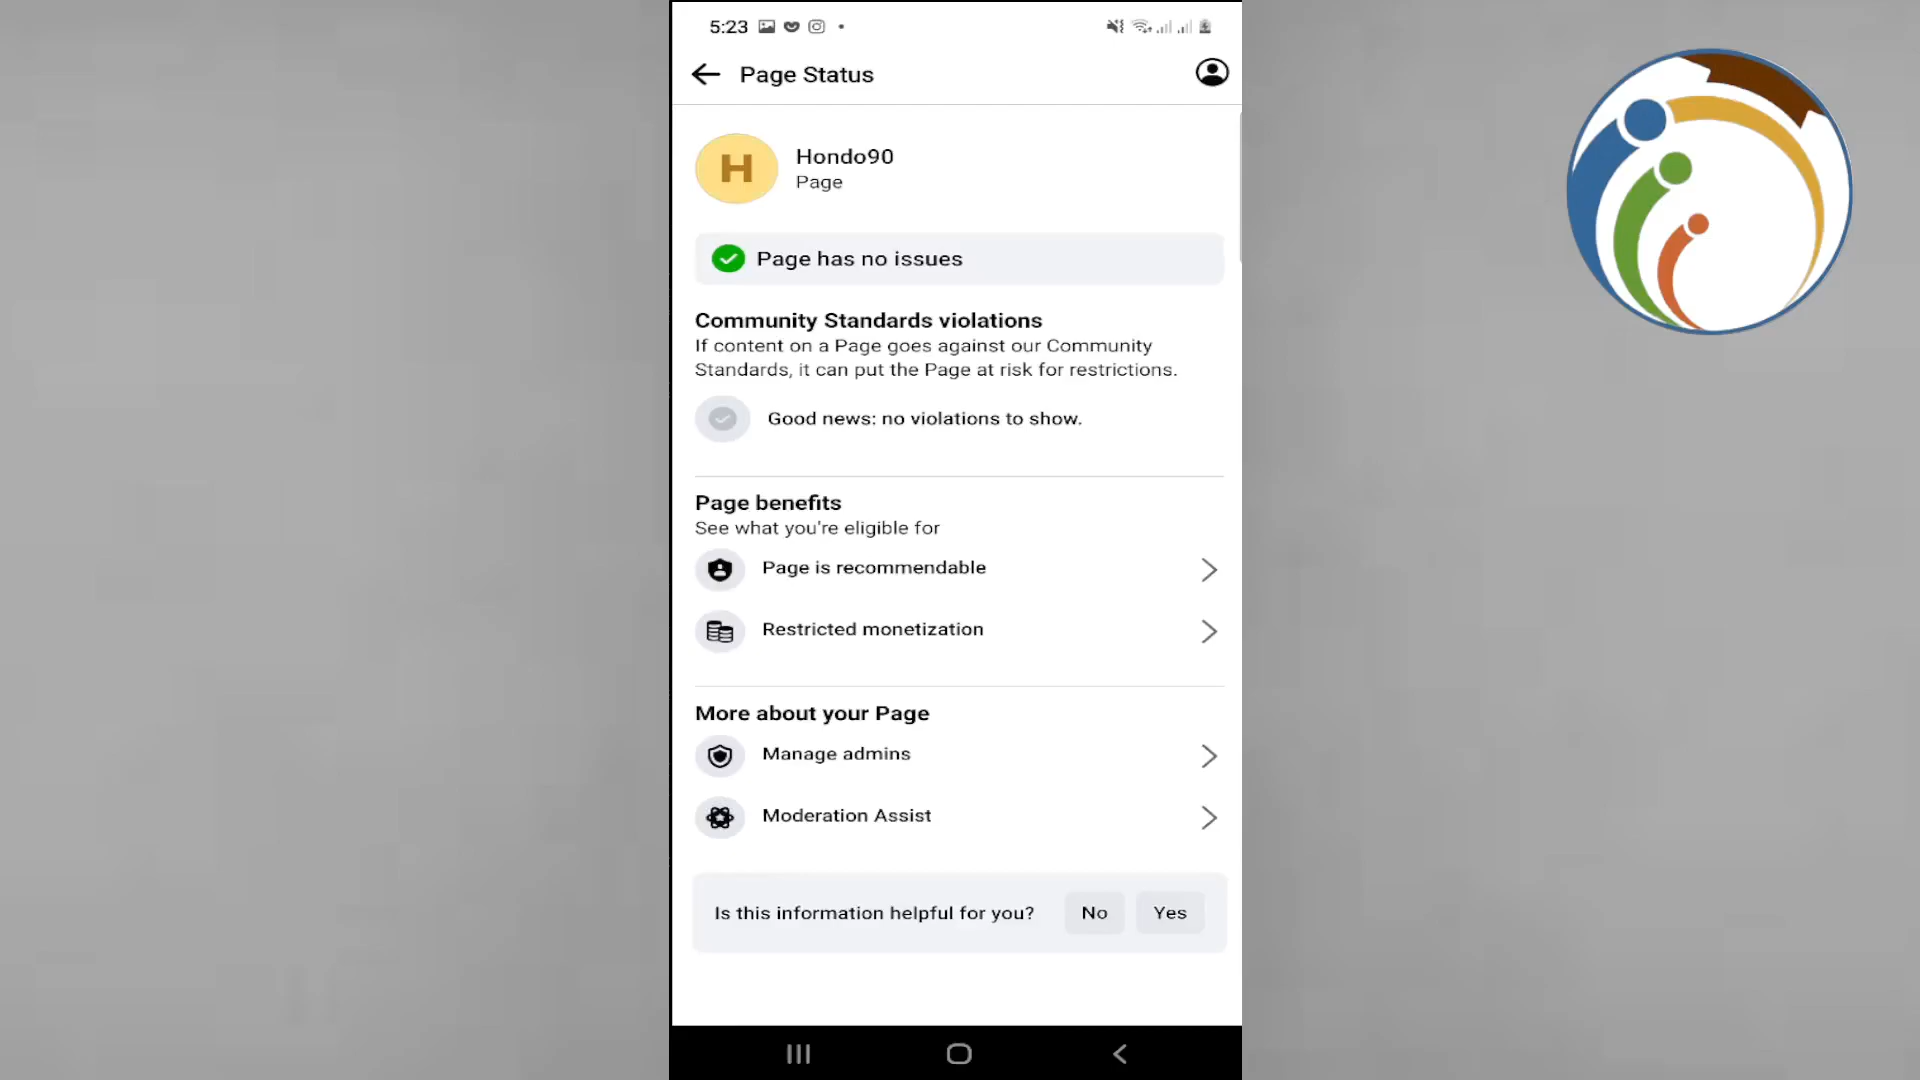 5:23
Page Status
H
Hondo90
Page
Page has no issues
Community Standards violations
If content on a Page goes against our Community
Standards, it can put the Page at risk for restrictions.
Good news: no violations to show.
Page benefits
See what you're eligible for
Page is recommendable
Restricted monetization
More about your Page
Manage admins
Moderation Assist
Is this information helpful for you? No Yes